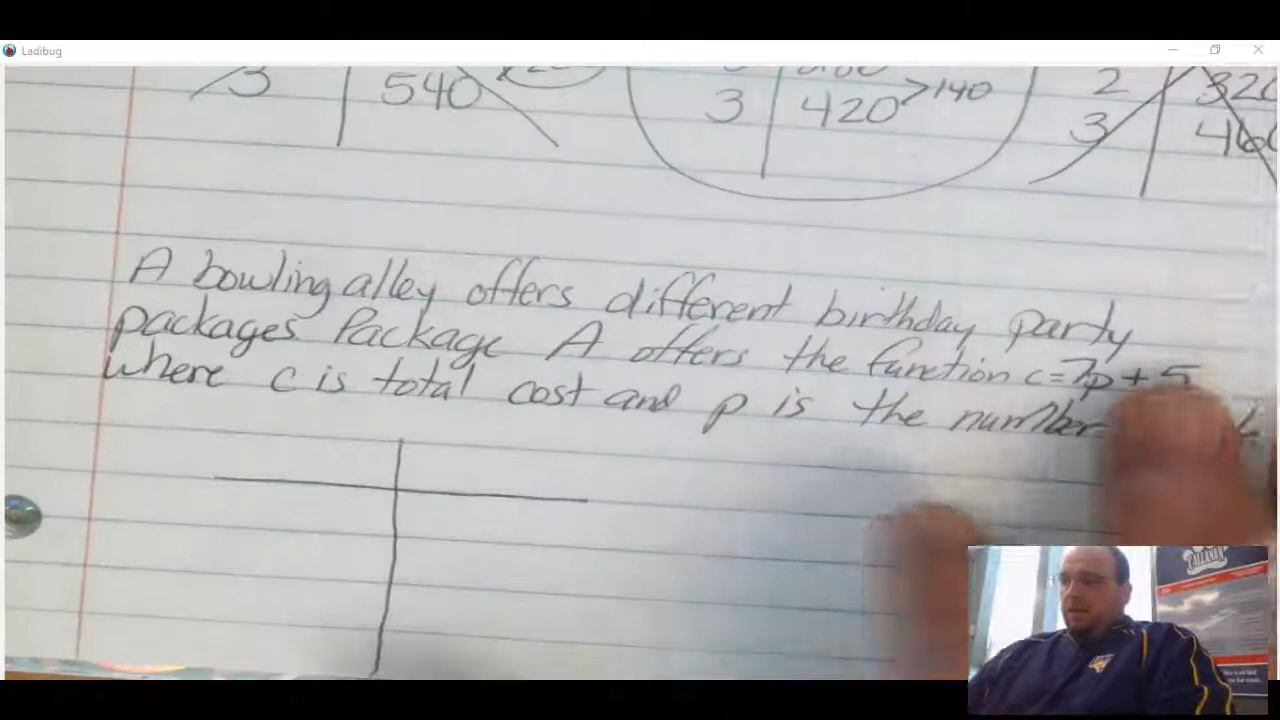 Ladibug
3 540
3 420 >140
2 320
3 460
A bowling alley offers different birthday party
packages. Package A offers the function c=7p+5
where c is total cost and p is the number